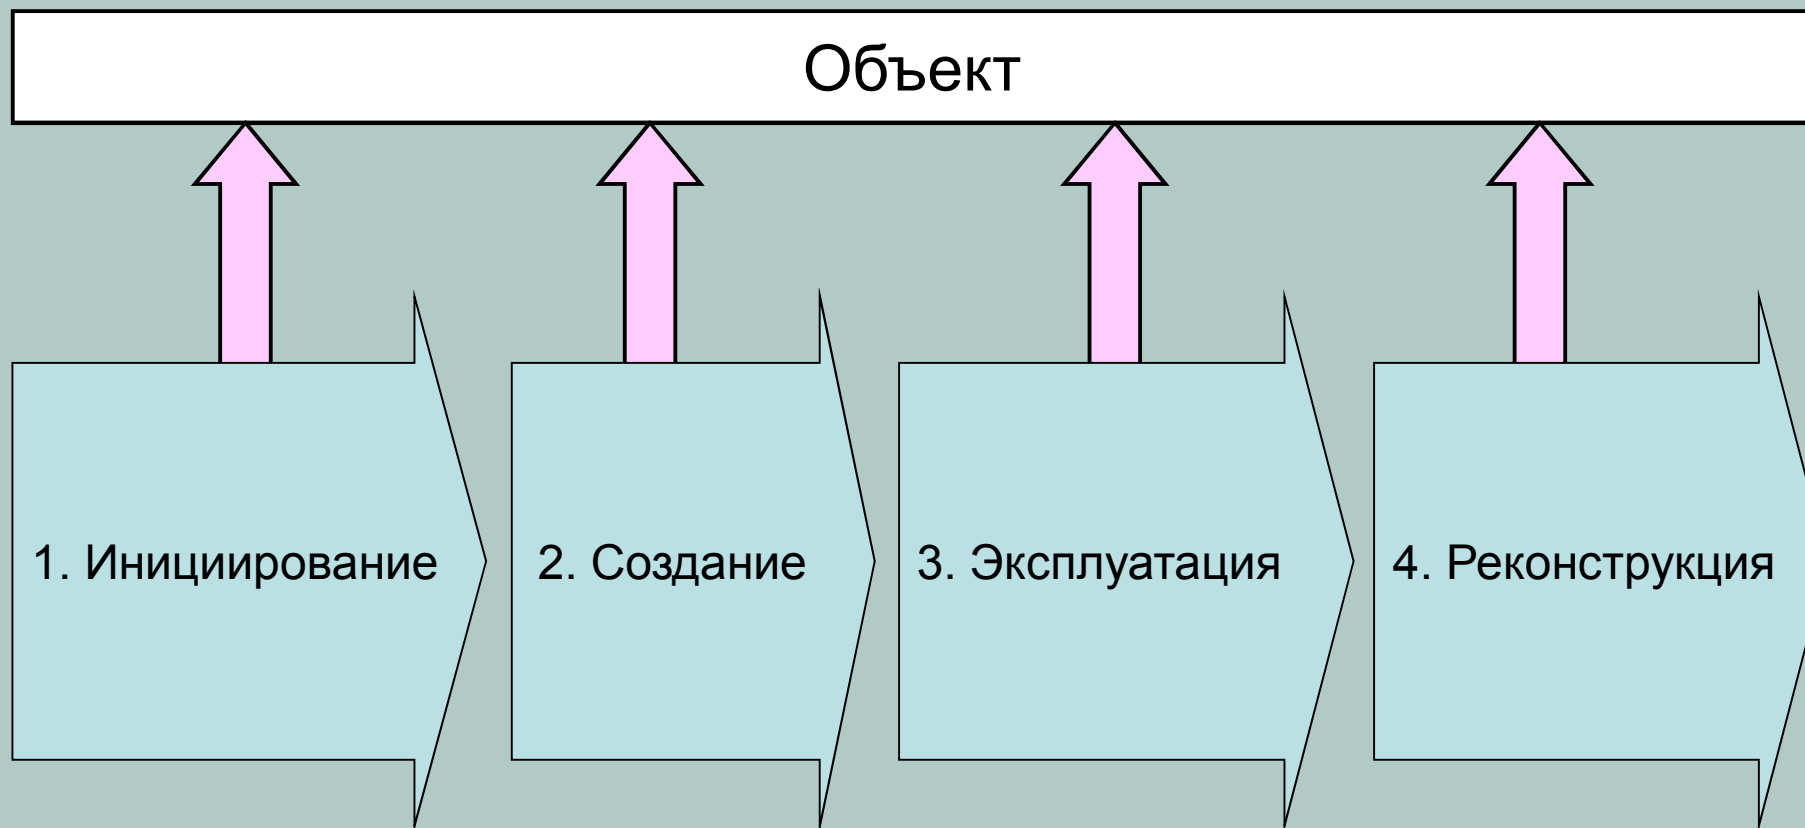 Объект
1. Инициирование
2. Создание
3. Эксплуатация
4. Реконструкция